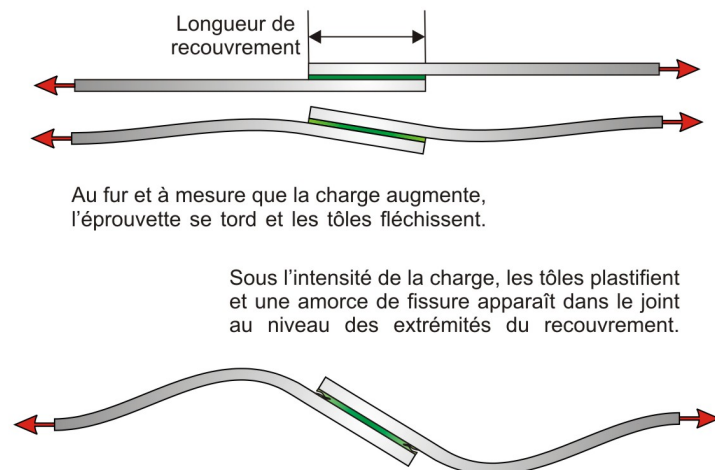 Longueur de
recouvrement
Au fur et à mesure que la charge augmente,
l’éprouvette se tord et les tôles fléchissent.
Sous l’intensité de la charge, les tôles plastifient
et une amorce de fissure apparaît dans le joint
au niveau des extrémités du recouvrement.